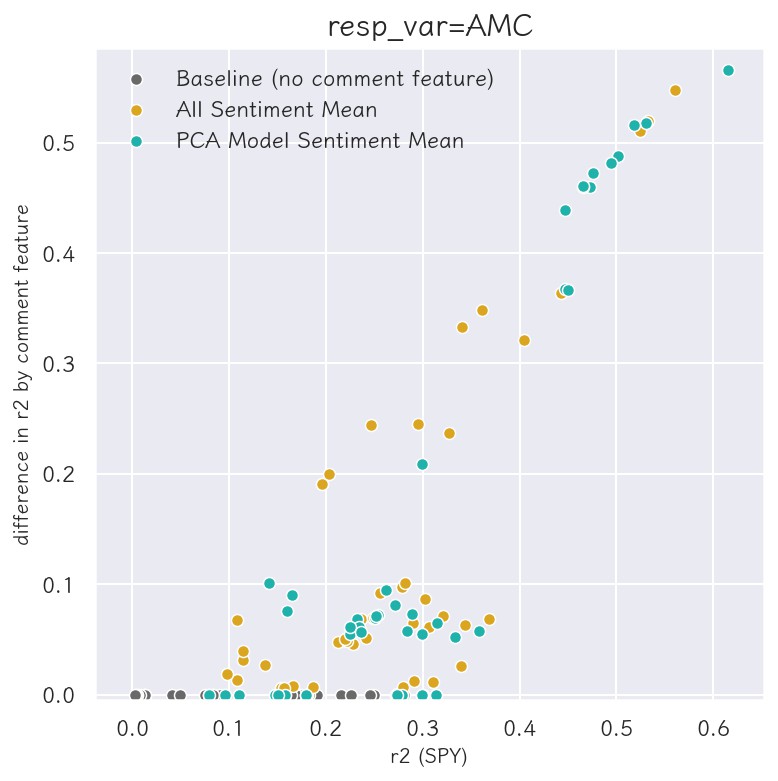 resp_var=AMC
Baseline (no comment feature)
All Sentiment Mean
PCA Model Sentiment Mean
difference in r2 by comment feature
0.5
0.4
0.3
0.2
0.1
0.0
0.0 0.1 0.2 0.3 0.4 0.5 0.6
r2 (SPY)